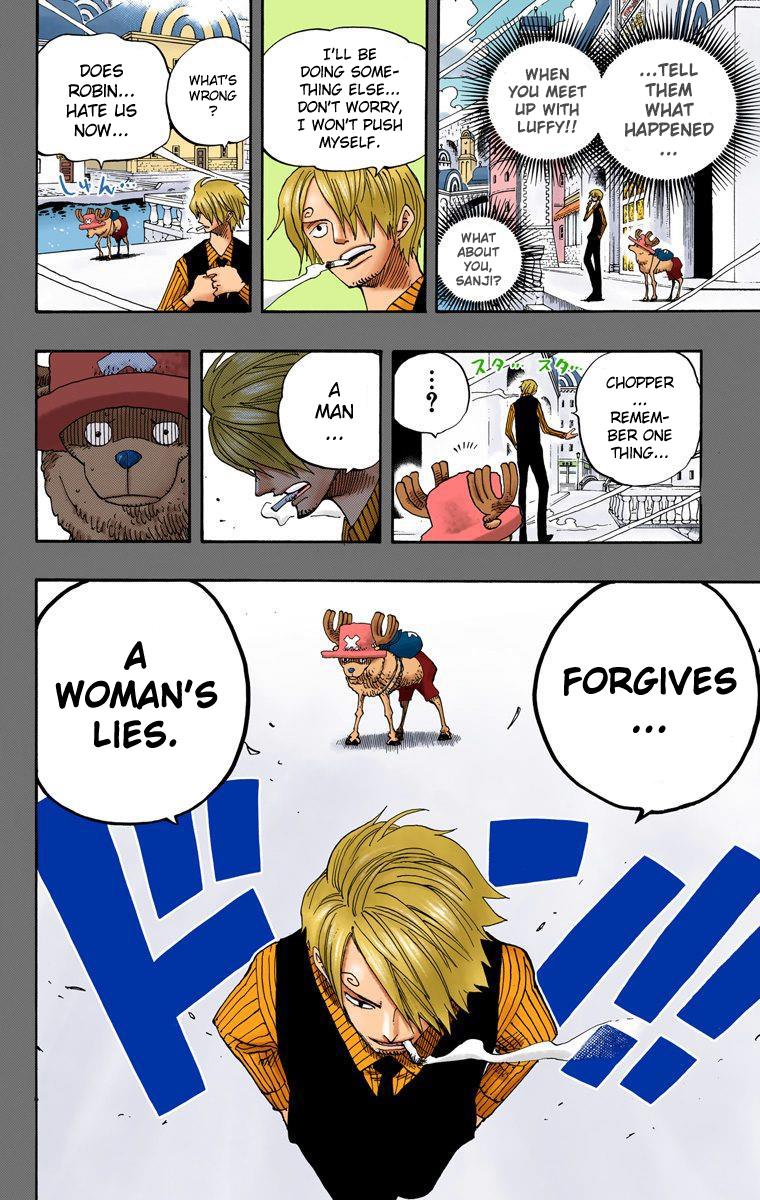 ...TELL
THEM
WHAT
HAPPENED
...
WHEN
YOU MEET
UP WITH
LUFFY!!
WHAT
ABOUT
YOU,
SANJI?
I'LL BE
DOING SOME-
THING ELSE...
DON'T WORRY,
I WON'T PUSH
MYSELF.
WHAT'S
WRONG
?
DOES
ROBIN...
HATE US
NOW...
しゅん…
CHOPPER
...
REMEM-
BER ONE
THING...
スタ… スタ…
...?
A
MAN
...
FORGIVES
...
A
WOMAN'S
LIES.
ドン!!